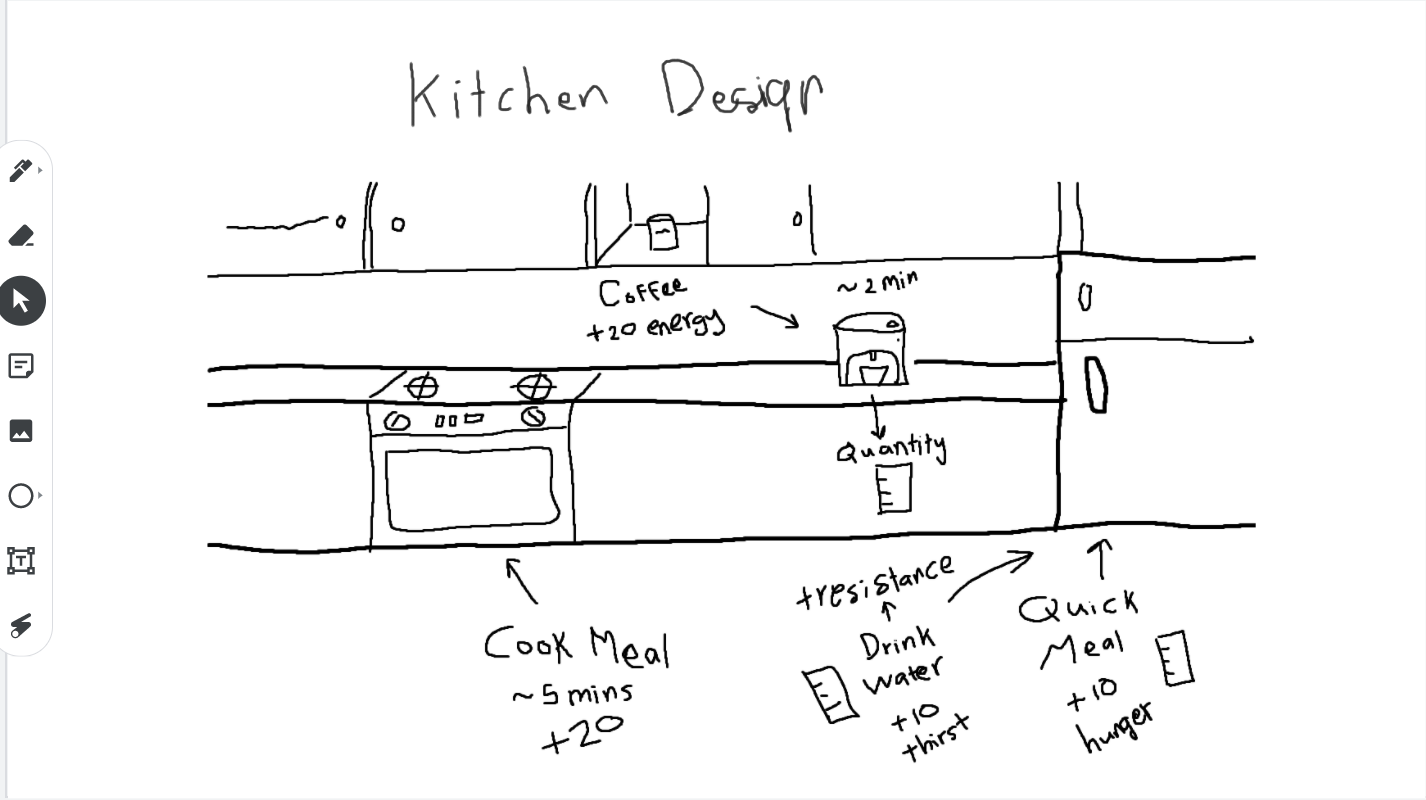 Kitchen Design
Coffee
+20 energy
~2 min
Quantity
Cook Meal
~5 mins
+20
+resistance
Drink
water
+10
thirst
Quick
Meal
+10
hunger
T